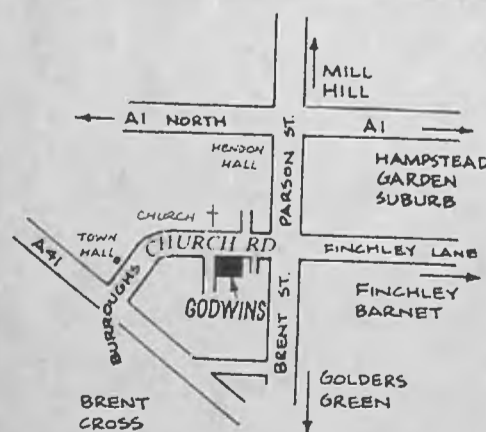 MILL
HILL
A1 NORTH
A1
PARSON ST.
HENDON
HALL
HAMPSTEAD
GARDEN
SUBURB
CHURCH
TOWN
HALL
CHURCH RD
FINCHLEY LANE
A41
BURROUGHS
GODWINS
BRENT ST.
FINCHLEY
BARNET
GOLDERS
GREEN
BRENT
CROSS